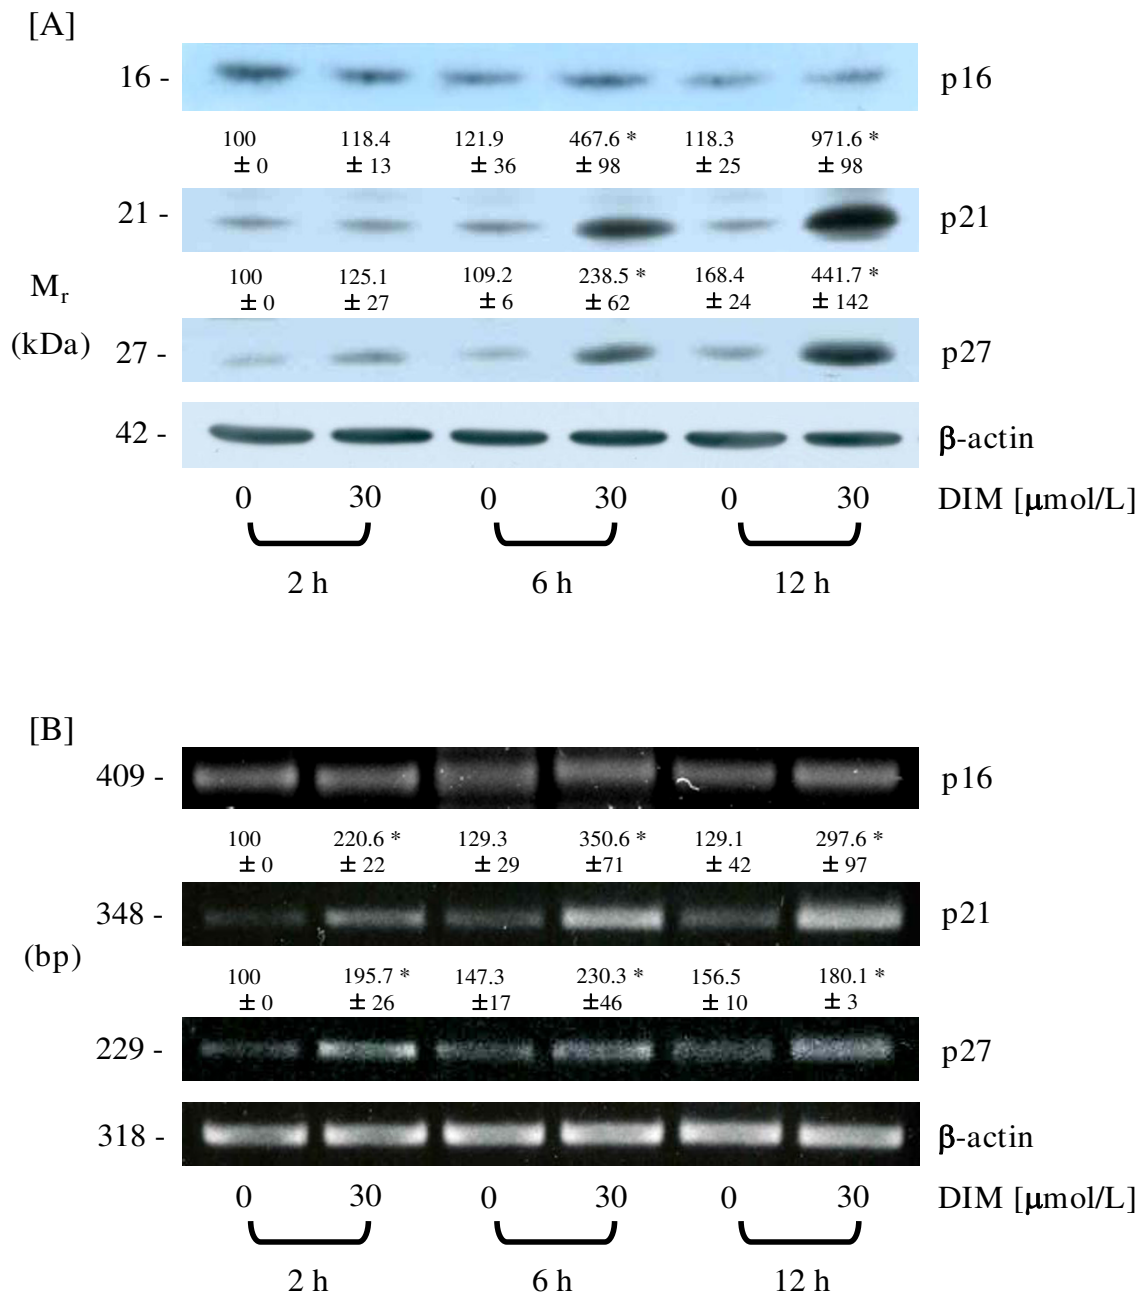 [A]
16 - p16
100 118.4 121.9 467.6 * 118.3 971.6 *
± 0 ± 13 ± 36 ± 98 ± 25 ± 98
21 - p21
100 125.1 109.2 238.5 * 168.4 441.7 *
± 0 ± 27 ± 6 ± 62 ± 24 ± 142
Mr
(kDa)
27 - p27
42 - β-actin
0 30 0 30 0 30 DIM [μmol/L]
2 h 6 h 12 h
[B]
409 - p16
100 220.6 * 129.3 350.6 * 129.1 297.6 *
± 0 ± 22 ± 29 ±71 ± 42 ± 97
348 - p21
(bp)
100 195.7 * 147.3 230.3 * 156.5 180.1 *
± 0 ± 26 ±17 ±46 ± 10 ± 3
229 - p27
318 - β-actin
0 30 0 30 0 30 DIM [μmol/L]
2 h 6 h 12 h